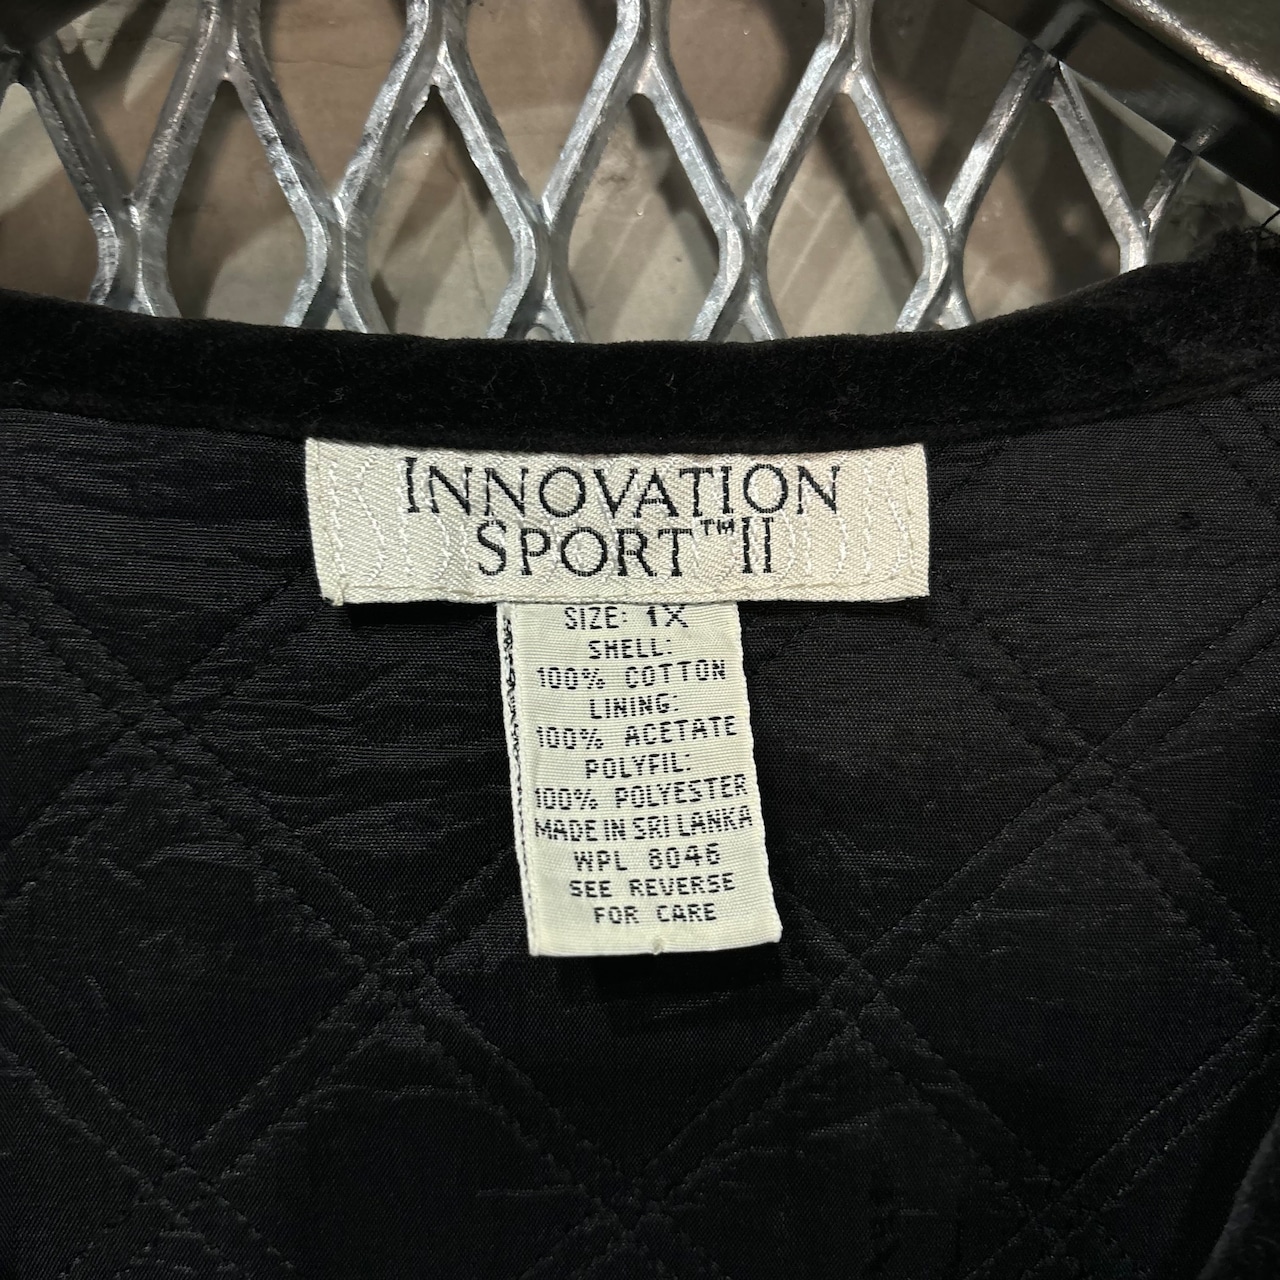 INNOVATION
SPORT™ II
SIZE: 1X
SHELL:
100% COTTON
LINING:
100% ACETATE
POLYFIL:
100% POLYESTER
MADE IN SRI LANKA
WPL 8046
SEE REVERSE
FOR CARE